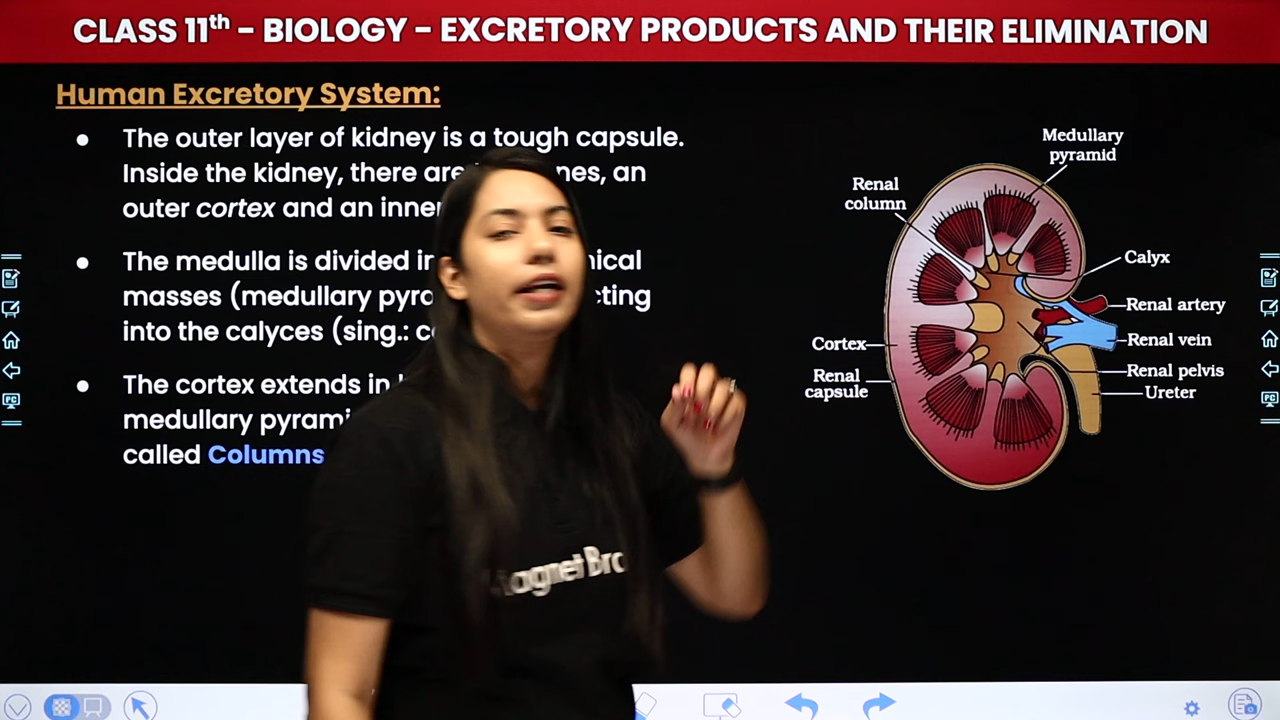 CLASS 11th - BIOLOGY - EXCRETORY PRODUCTS AND THEIR ELIMINATION
Human Excretory System:
● The outer layer of kidney is a tough capsule.
Inside the kidney, there are an
outer cortex and an inner
● The medulla is divided
masses (medullary
into the calyces (sing.:
● The cortex extends in
medullary
called Columns
Medullary
pyramid
Renal
column
Calyx
Renal artery
Cortex
Renal vein
Renal
capsule
Renal pelvis
Ureter
PC
PC